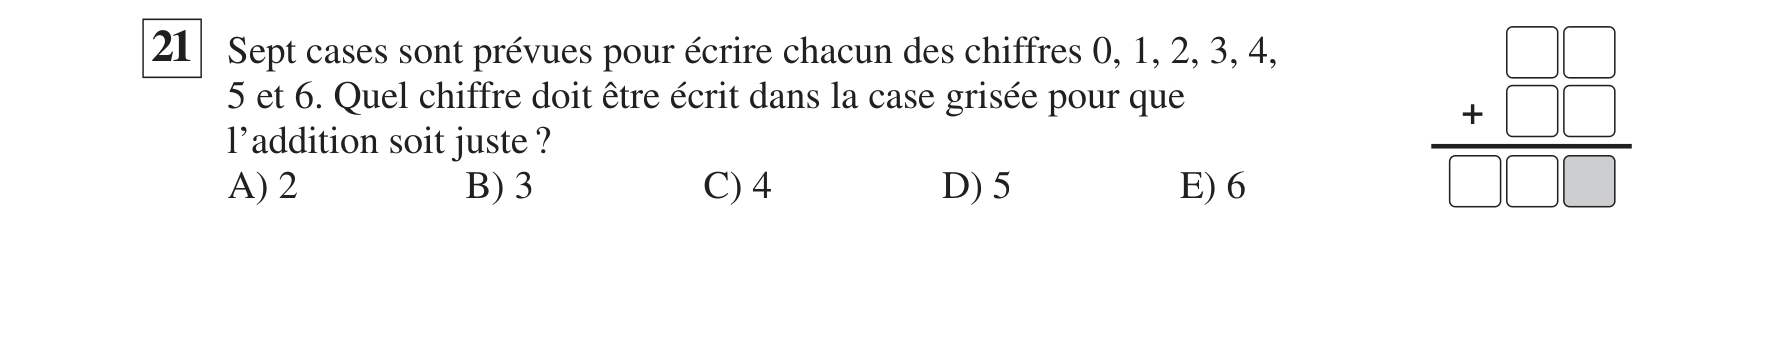 21 Sept cases sont prévues pour écrire chacun des chiffres 0, 1, 2, 3, 4,
5 et 6. Quel chiffre doit être écrit dans la case grisée pour que
l’addition soit juste ?
A) 2 B) 3 C) 4 D) 5 E) 6
+